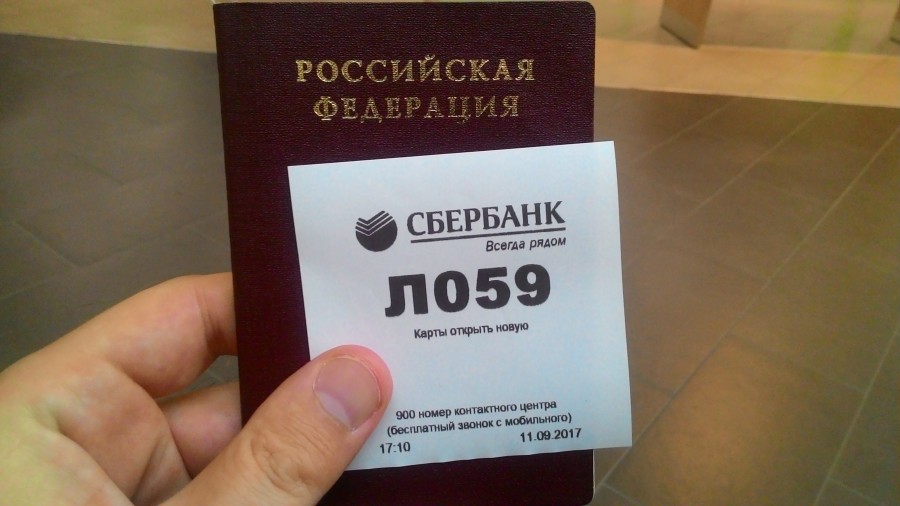 РОССИЙСКАЯ
ФЕДЕРАЦИЯ
СБЕРБАНК
Всегда рядом
Л059
Карты открыть новую
900 номер контактного центра
(бесплатный звонок с мобильного)
17:10 11.09.2017